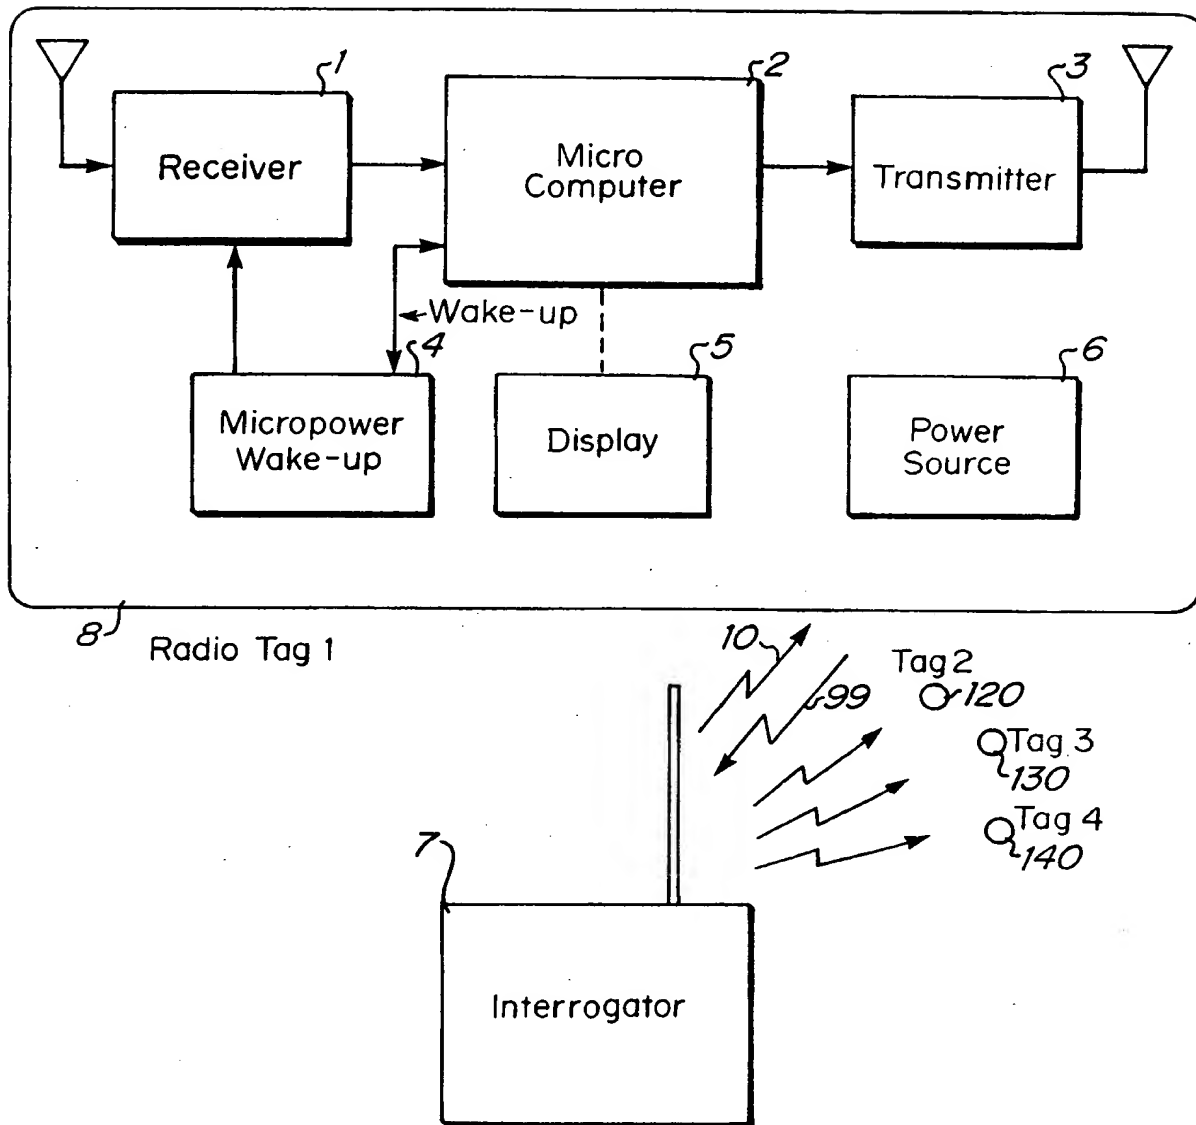 1
2
3
Receiver
Micro
Computer
Transmitter
Wake-up
4
5
6
Micropower
Wake-up
Display
Power
Source
8
Radio Tag 1
10
99
Tag 2
120
Tag 3
130
Tag 4
140
7
Interrogator